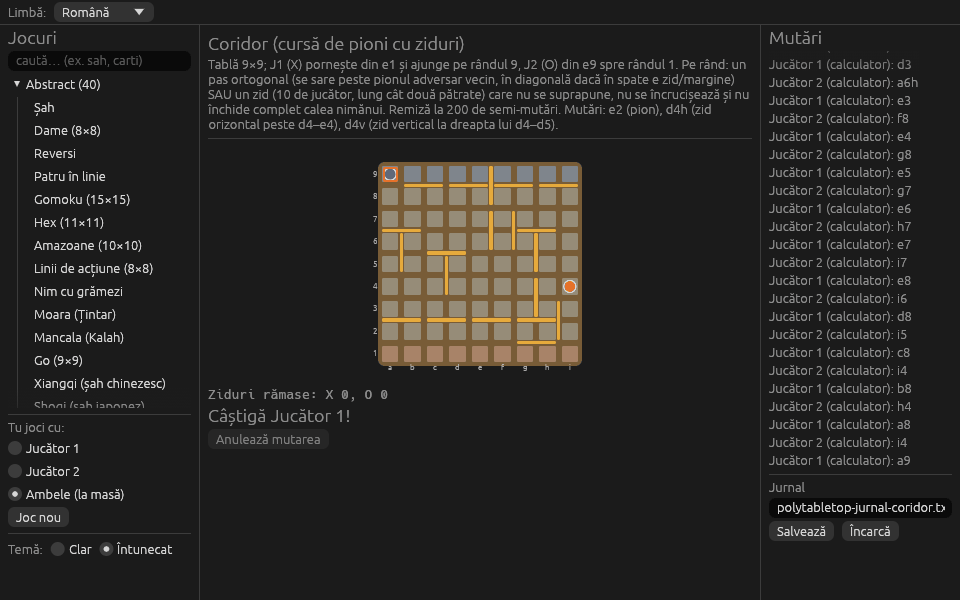 Limbă: Română
Jocuri
caută... (ex. sah, carti)
Abstract (40)
Șah
Dame (8×8)
Reversi
Patru în linie
Gomoku (15×15)
Hex (11×11)
Amazoane (10×10)
Linii de acțiune (8×8)
Nim cu grămezi
Moara (Țintar)
Mancala (Kalah)
Go (9×9)
Xiangqi (șah chinezesc)
Shogi (șah japonez)
Tu joci cu:
Jucător 1
Jucător 2
Ambele (la masă)
Joc nou
Temă: Clar Întunecat
Coridor (cursă de pioni cu ziduri)
Tablă 9×9; J1 (X) pornește din e1 și ajunge pe rândul 9, J2 (O) din e9 spre rândul 1. Pe rând: un
pas ortogonal (se sare peste pionul adversar vecin, în diagonală dacă în spate e zid/margine)
SAU un zid (10 de jucător, lung cât două pătrate) care nu se suprapune, nu se încrucișează și nu
închide complet calea nimănui. Remiză la 200 de semi-mutări. Mutări: e2 (pion), d4h (zid
orizontal peste d4–e4), d4v (zid vertical la dreapta lui d4–d5).
9
8
7
6
5
4
3
2
1
a b c d e f g h i
Ziduri rămase: X 0, O 0
Câștigă Jucător 1!
Anulează mutarea
Mutări
Jucător 1 (calculator): d3
Jucător 2 (calculator): a6h
Jucător 1 (calculator): e3
Jucător 2 (calculator): f8
Jucător 1 (calculator): e4
Jucător 2 (calculator): g8
Jucător 1 (calculator): e5
Jucător 2 (calculator): g7
Jucător 1 (calculator): e6
Jucător 2 (calculator): h7
Jucător 1 (calculator): e7
Jucător 2 (calculator): i7
Jucător 1 (calculator): e8
Jucător 2 (calculator): i6
Jucător 1 (calculator): d8
Jucător 2 (calculator): i5
Jucător 1 (calculator): c8
Jucător 2 (calculator): i4
Jucător 1 (calculator): b8
Jucător 2 (calculator): h4
Jucător 1 (calculator): a8
Jucător 2 (calculator): i4
Jucător 1 (calculator): a9
Jurnal
polytabletop-jurnal-coridor.tx
Salvează Încarcă